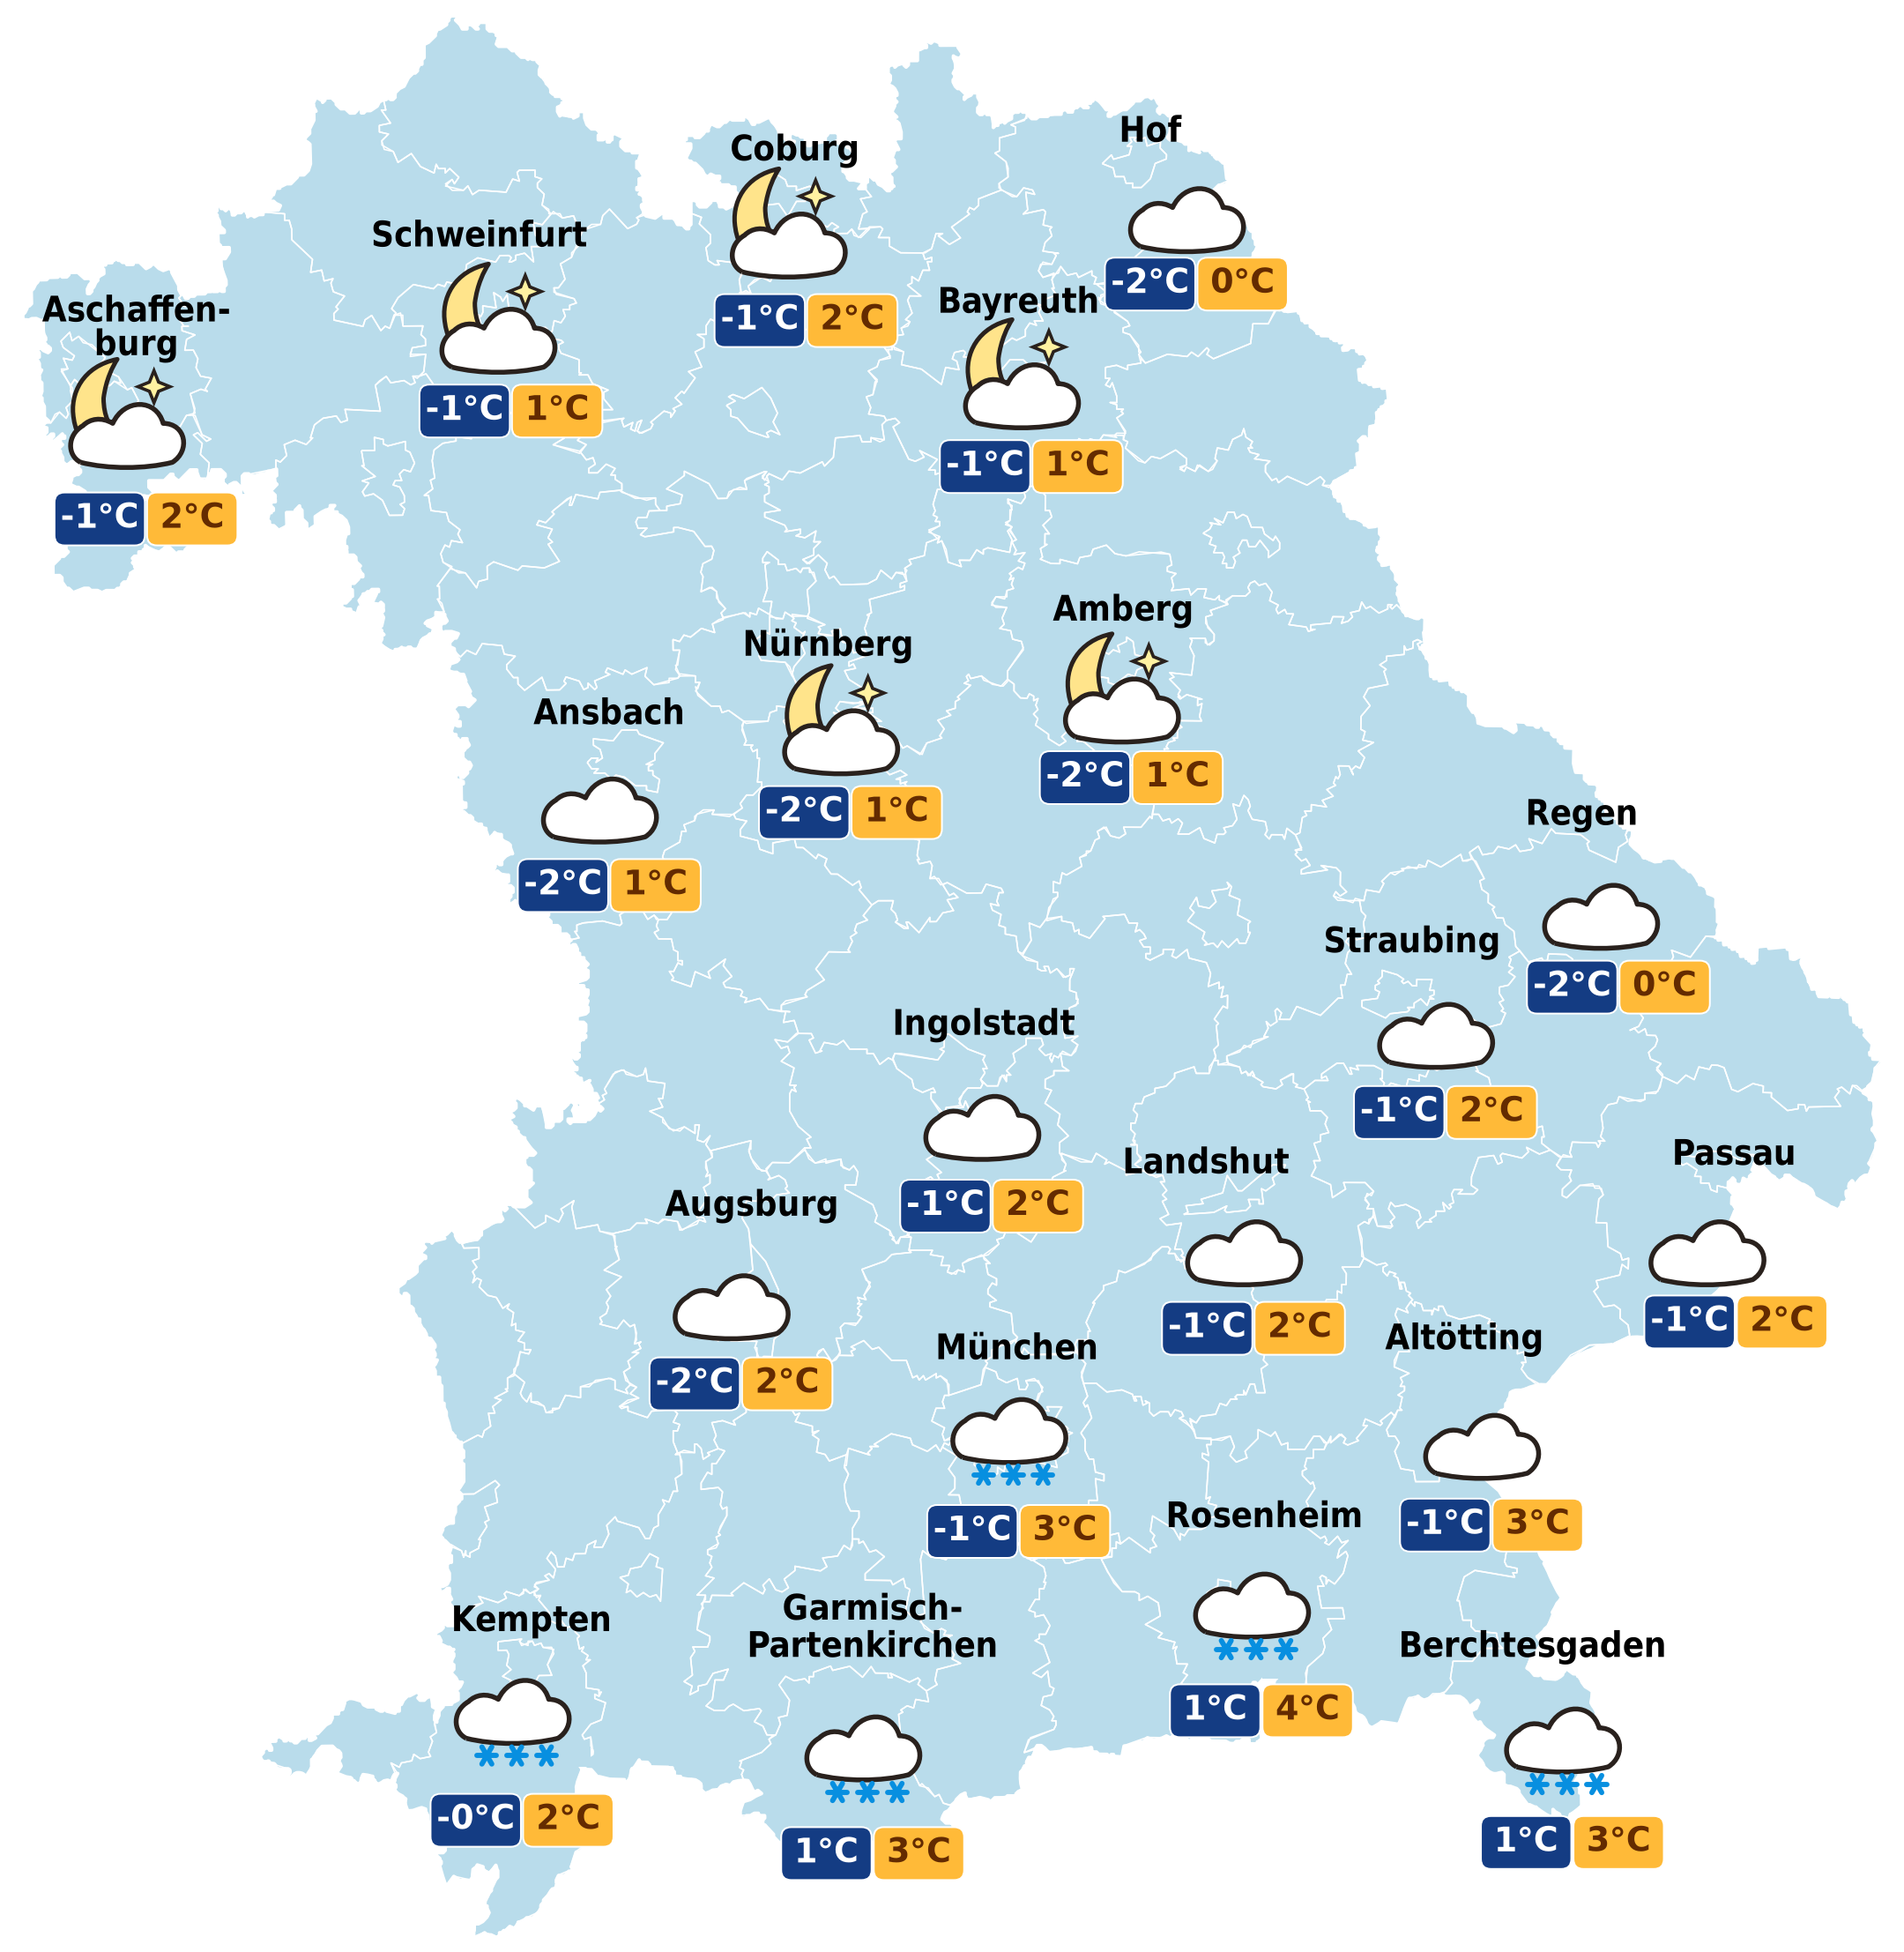 Hof
-2°C 0°C
Coburg
-1°C 2°C
Schweinfurt
-1°C 1°C
Bayreuth
-1°C 1°C
Aschaffen-
burg
-1°C 2°C
Amberg
-2°C 1°C
Nürnberg
-2°C 1°C
Ansbach
-2°C 1°C
Regen
-2°C 0°C
Straubing
-1°C 2°C
Ingolstadt
-1°C 2°C
Landshut
-1°C 2°C
Passau
-1°C 2°C
Augsburg
-2°C 2°C
München
-1°C 3°C
Altötting
-1°C 3°C
Rosenheim
1°C 4°C
Kempten
-0°C 2°C
Garmisch-
Partenkirchen
1°C 3°C
Berchtesgaden
1°C 3°C